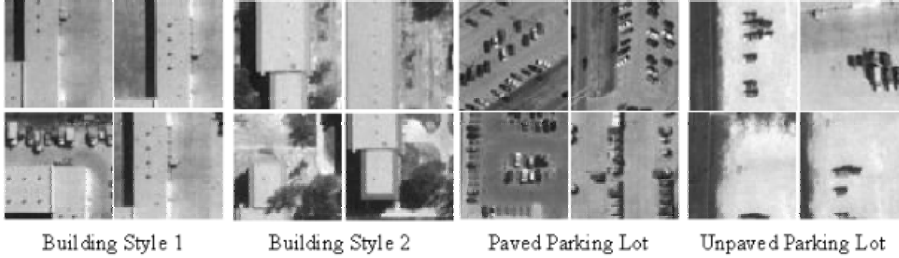 Building Style 1
Building Style 2
Paved Parking Lot
Unpaved Parking Lot